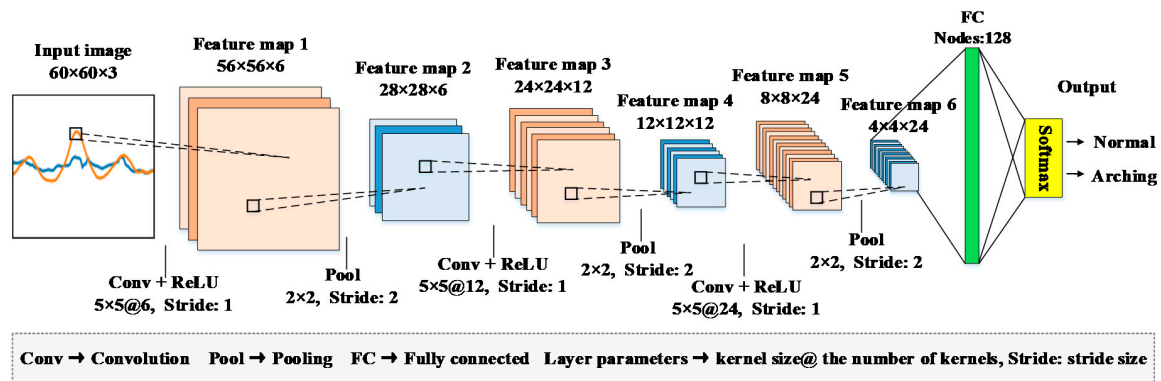 Input image
60×60×3
Feature map 1
56×56×6
Feature map 2
28×28×6
Feature map 3
24×24×12
Feature map 4
12×12×12
Feature map 5
8×8×24
Feature map 6
4×4×24
FC
Nodes:128
Output
Softmax
Normal
Arching
Conv + ReLU
5×5@6, Stride: 1
Pool
2×2, Stride: 2
Conv + ReLU
5×5@12, Stride: 1
Pool
2×2, Stride: 2
Conv + ReLU
5×5@24, Stride: 1
Pool
2×2, Stride: 2
Conv → Convolution Pool → Pooling FC → Fully connected Layer parameters → kernel size@ the number of kernels, Stride: stride size